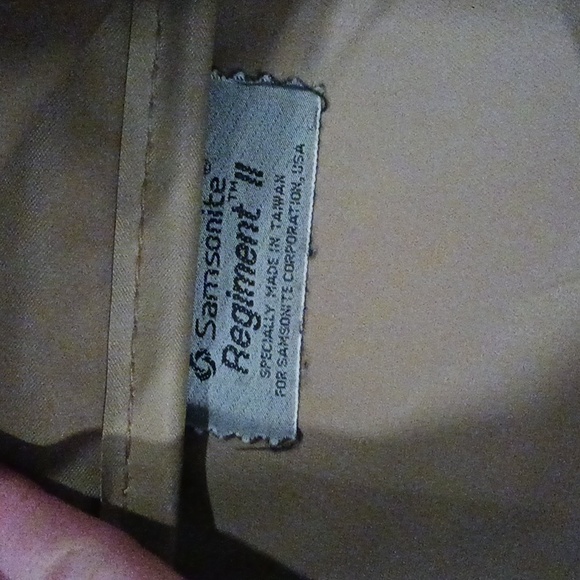 Samsonite®
Regiment™ II
SPECIALLY MADE IN TAIWAN
FOR SAMSONITE CORPORATION, USA